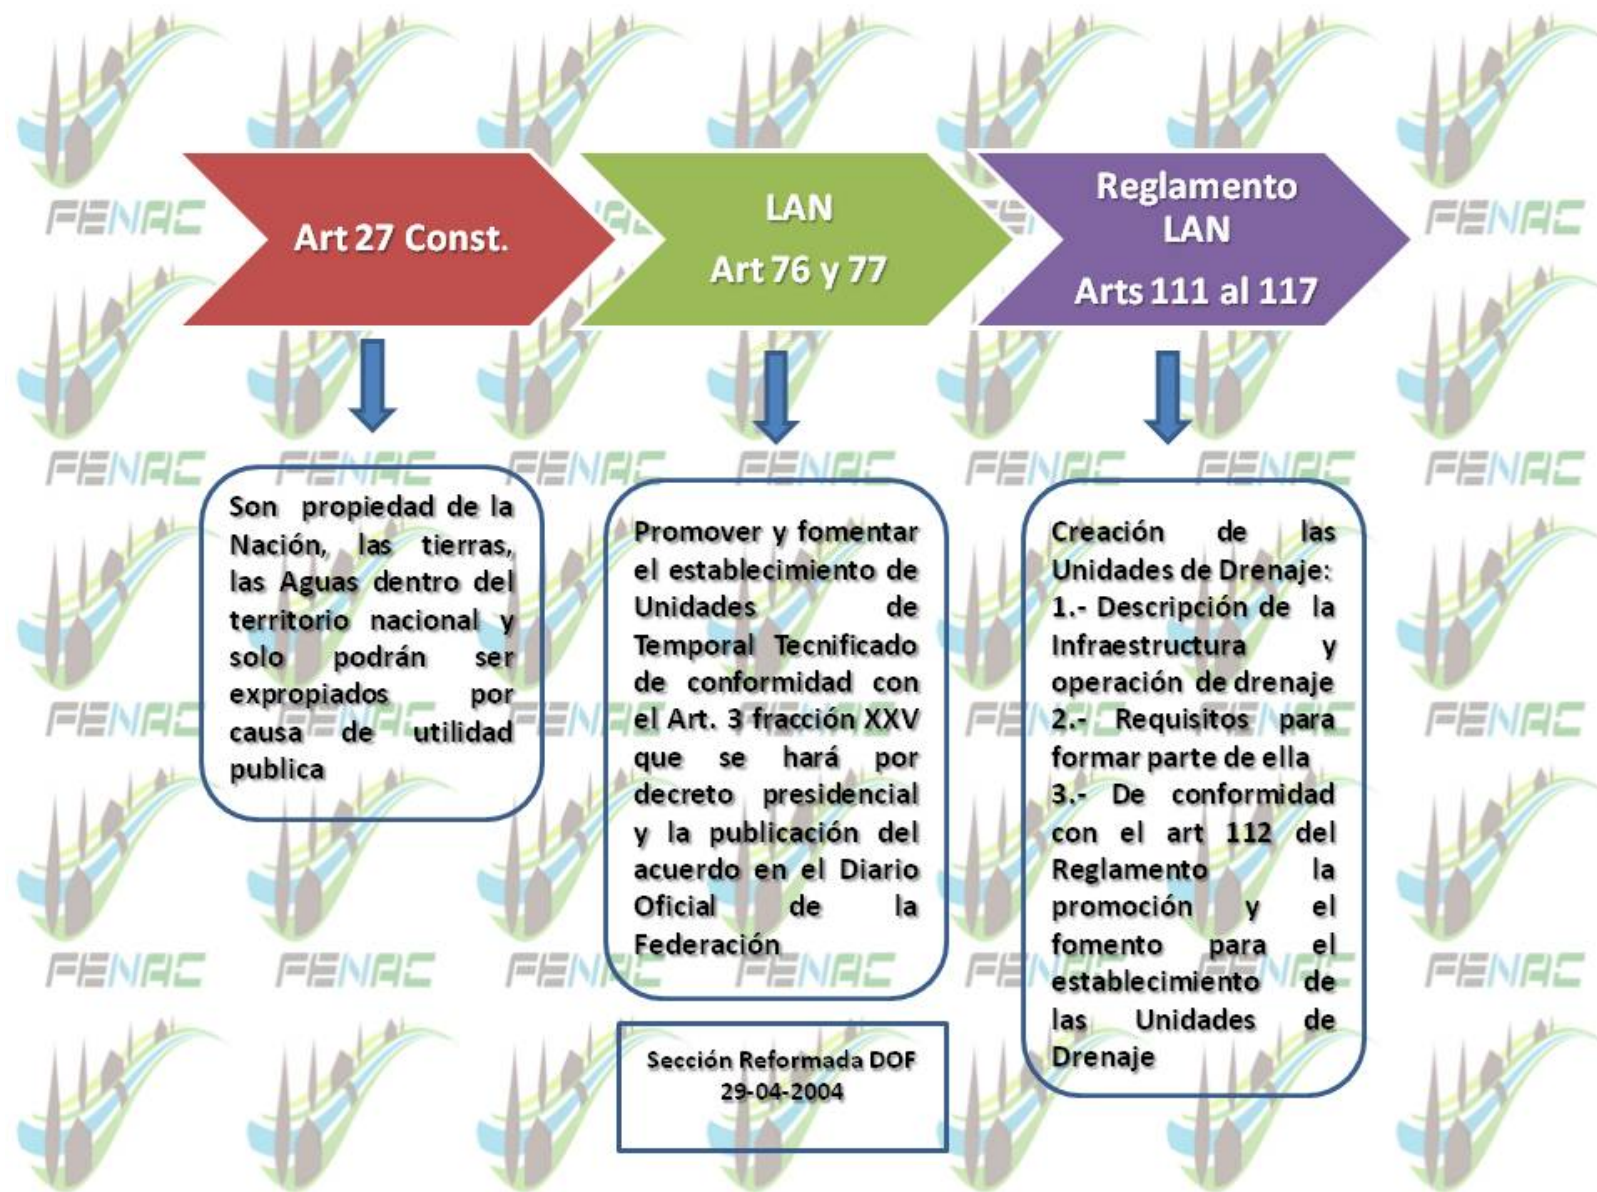 Art 27 Const.
LAN
Art 76 y 77
Reglamento
LAN
Arts 111 al 117
Son propiedad de la
Nación, las tierras,
las Aguas dentro del
territorio nacional y
solo podrán ser
expropiados por
causa de utilidad
publica
Promover y fomentar
el establecimiento de
Unidades de
Temporal Tecnificado
de conformidad con
el Art. 3 fracción XXV
que se hará por
decreto presidencial
y la publicación del
acuerdo en el Diario
Oficial de la
Federación
Sección Reformada DOF
29-04-2004
Creación de las
Unidades de Drenaje:
1.- Descripción de la
Infraestructura y
operación de drenaje
2.- Requisitos para
formar parte de ella
3.- De conformidad
con el art 112 del
Reglamento la
promoción y el
fomento para el
establecimiento de
las Unidades de
Drenaje
FENAC